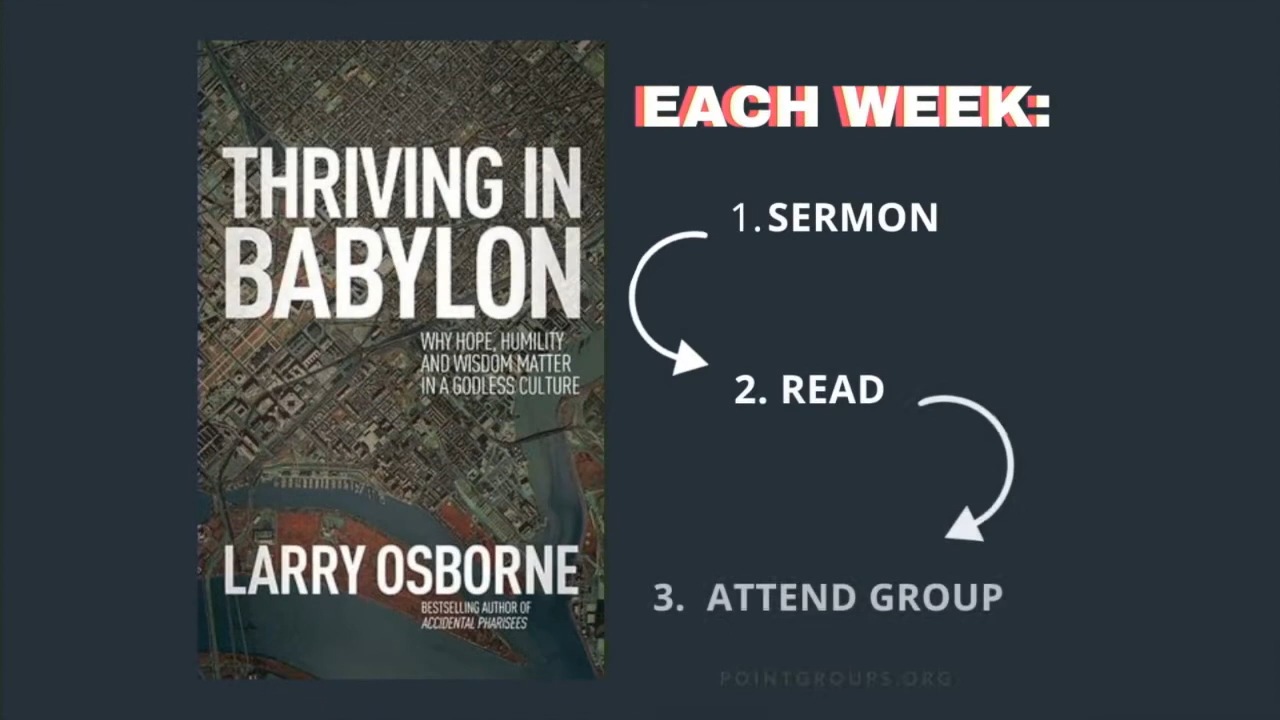 THRIVING IN
BABYLON
WHY HOPE, HUMILITY
AND WISDOM MATTER
IN A GODLESS CULTURE
LARRY OSBORNE
BESTSELLING AUTHOR OF
ACCIDENTAL PHARISEES
EACH WEEK:
1. SERMON
2. READ
3. ATTEND GROUP
POINTGROUPS.ORG